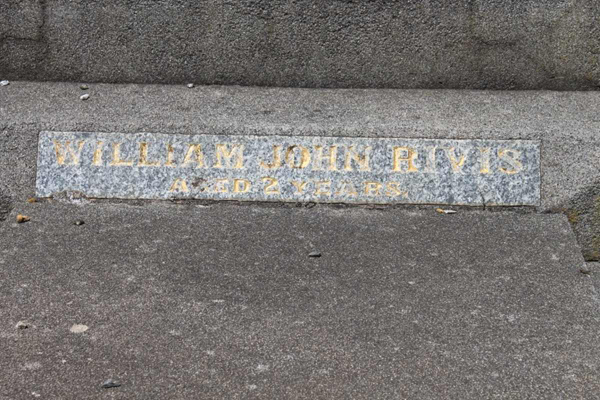 WILLIAM JOHN RIVIS
AGED 2 YEARS